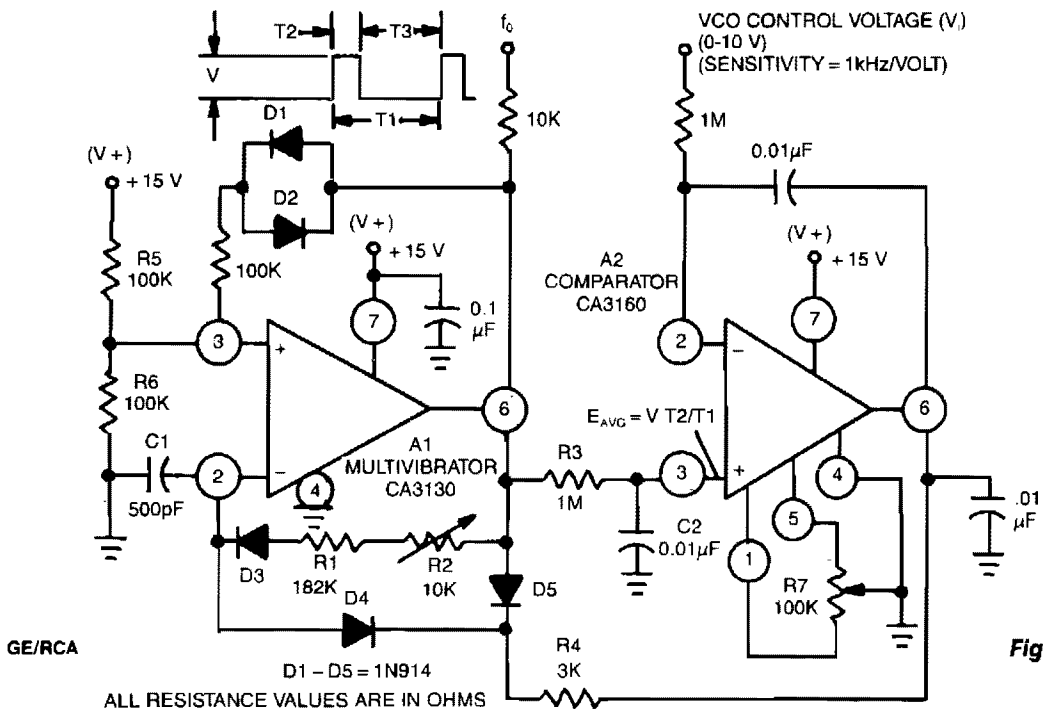 T2 T3
V
T1
f₀
10K
D1
D2
(V+)
+15 V
R5
100K
100K
R6
100K
C1
500pF
3
+
2
−
(V+)
+15 V
7
0.1
µF
6
A1
MULTIVIBRATOR
CA3130
4
D3
R1
182K
R2
10K
D4
D5
D1 – D5 = 1N914
ALL RESISTANCE VALUES ARE IN OHMS
GE/RCA
VCO CONTROL VOLTAGE (V )
(0-10 V)
(SENSITIVITY = 1kHz/VOLT)
1M
0.01µF
A2
COMPARATOR
CA3160
(V+)
+15 V
7
2
−
6
E_AVG = V T2/T1
R3
1M
3
+
C2
0.01µF
4
5
1
R7
100K
.01
µF
R4
3K
Fig